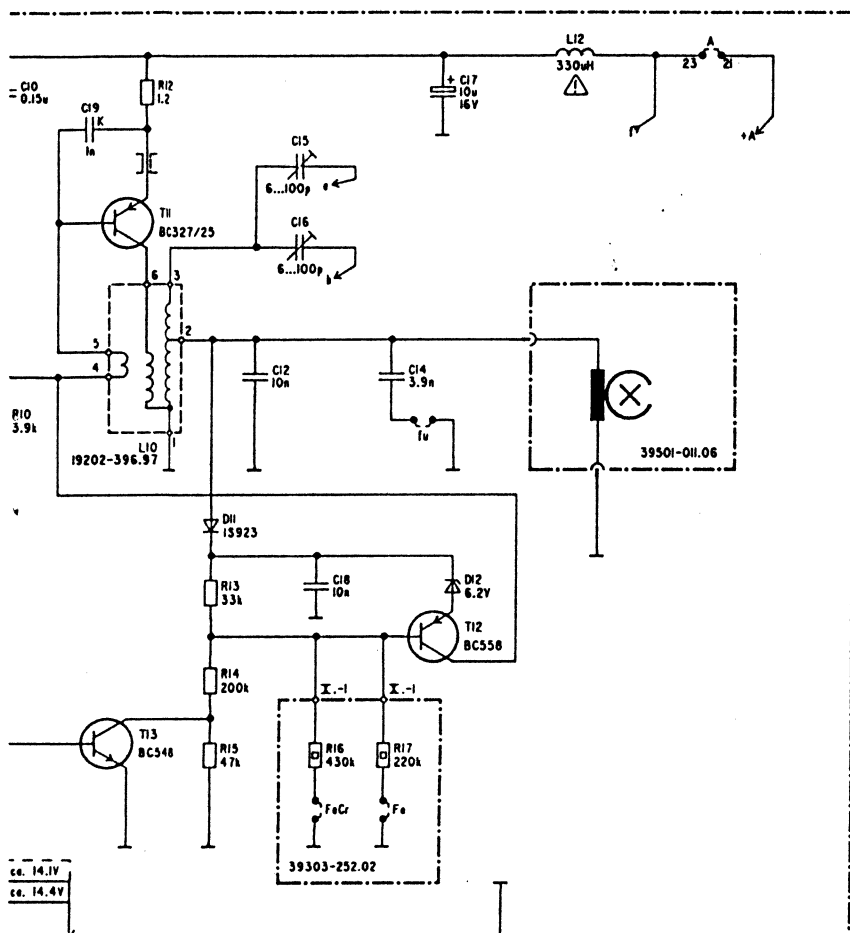 L12
330uH
A
23
21
+A
C10
0.15u
R12
1.2
+ C17
10u
16V
C19
K
1n
C15
6...100p
a
T11
BC327/25
C16
6...100p
b
6
3
2
5
4
1
C12
10n
C14
3.9n
fu
R10
3.9k
L10
19202-396.97
39501-011.06
D11
1S923
R13
33k
C18
10n
D12
6.2V
T12
BC558
R14
200k
I.-1
I.-1
T13
BC548
R15
47k
R16
430k
R17
220k
FeCr
Fe
39303-252.02
ca. 14.1V
ca. 14.4V